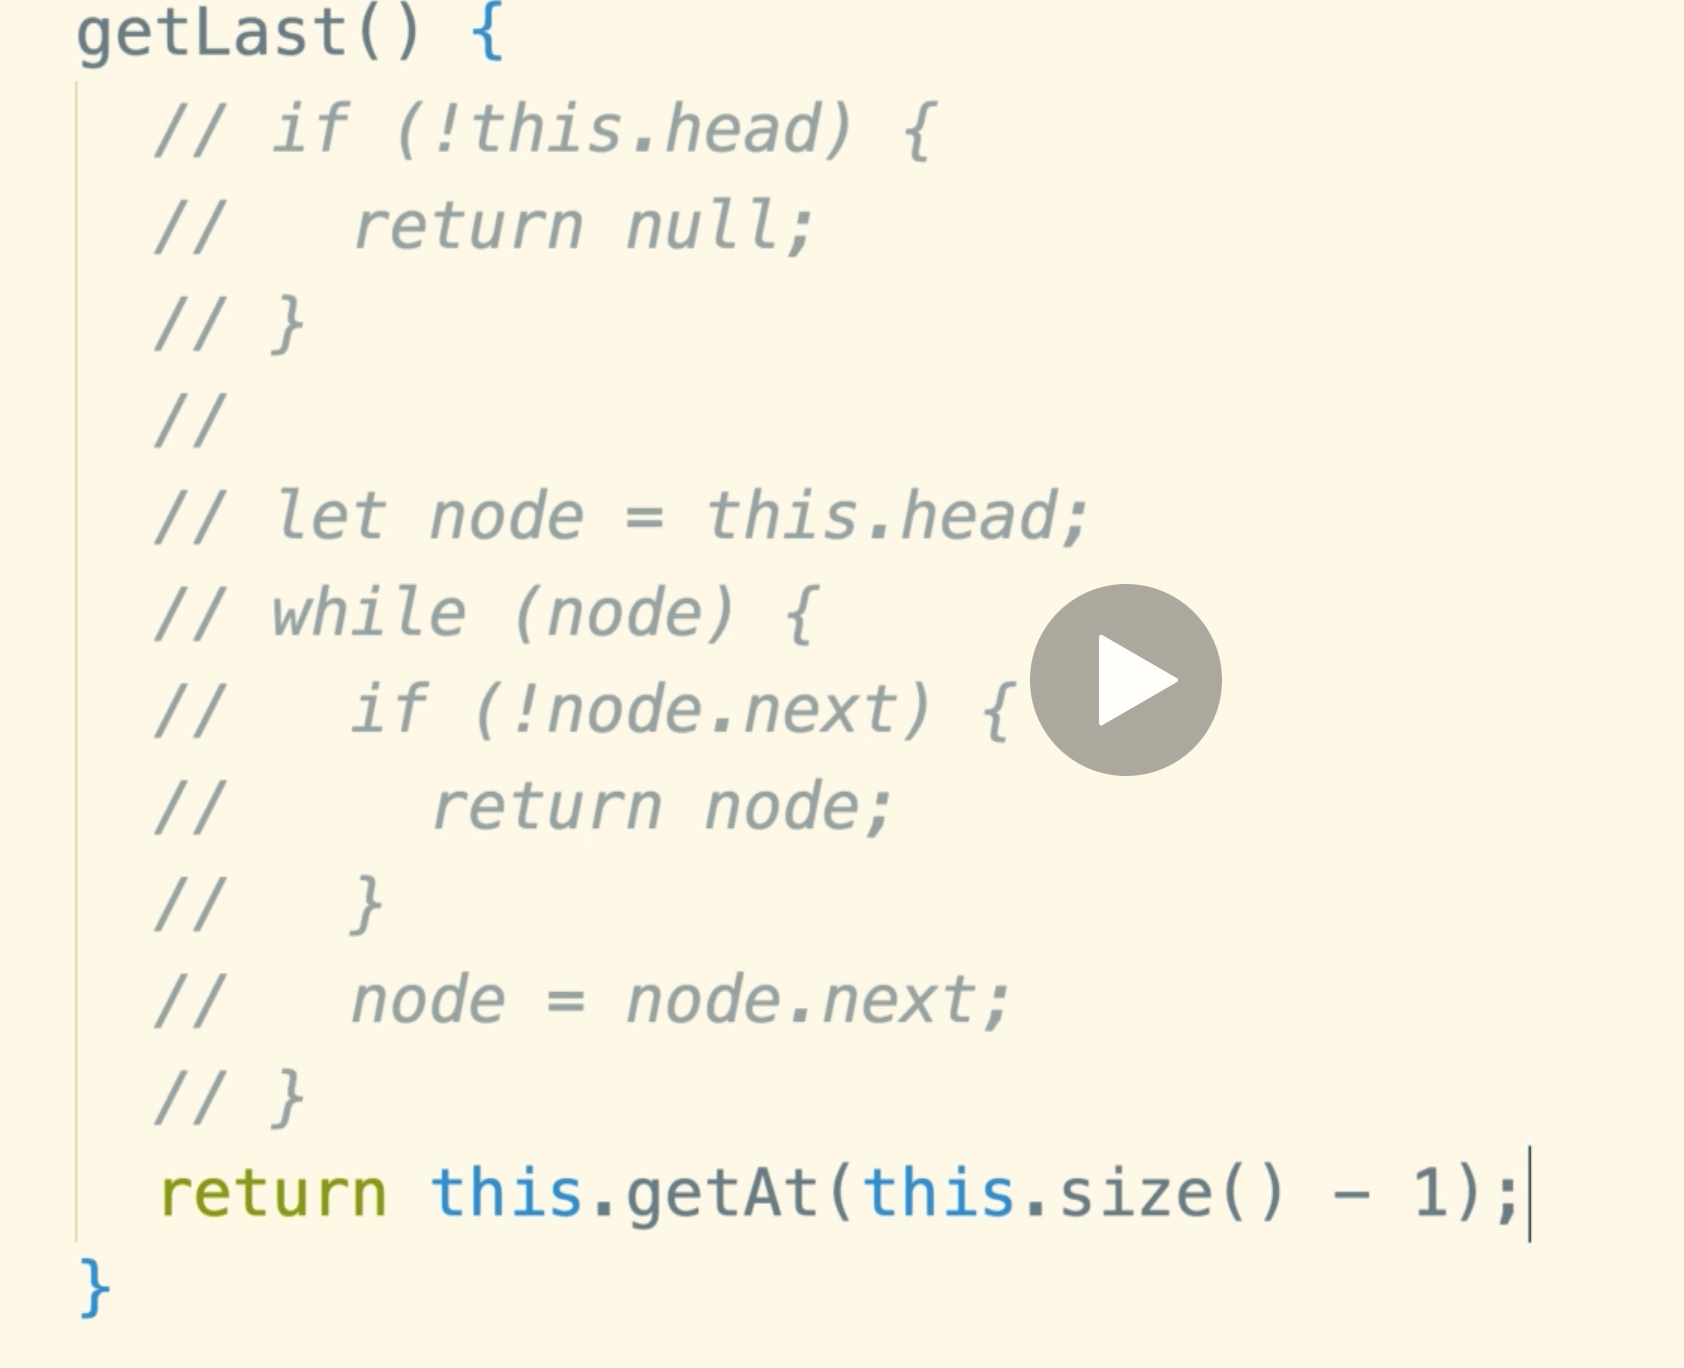 getLast() {
// if (!this.head) {
//   return null;
// }
//
// let node = this.head;
// while (node) {
//   if (!node.next) {
//     return node;
//   }
//   node = node.next;
// }
return this.getAt(this.size() - 1);
}